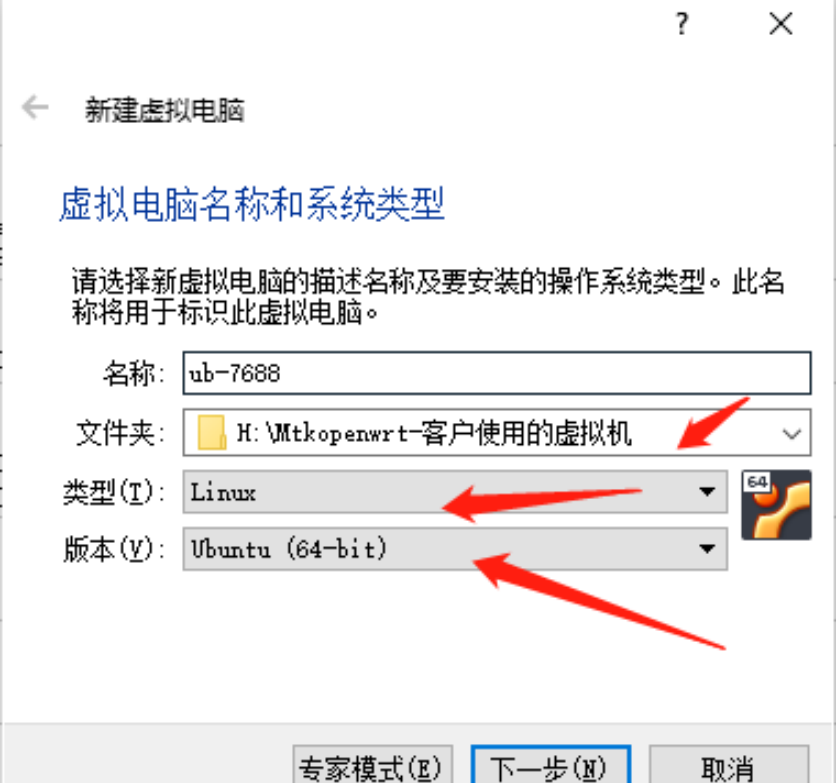 ?
新建虚拟电脑
虚拟电脑名称和系统类型
请选择新虚拟电脑的描述名称及要安装的操作系统类型。此名
称将用于标识此虚拟电脑。
名称: ub-7688
文件夹: H:\Mtkopenwrt-客户使用的虚拟机
类型(T): Linux
64
版本(V): Ubuntu (64-bit)
专家模式(E) 下一步(N) 取消